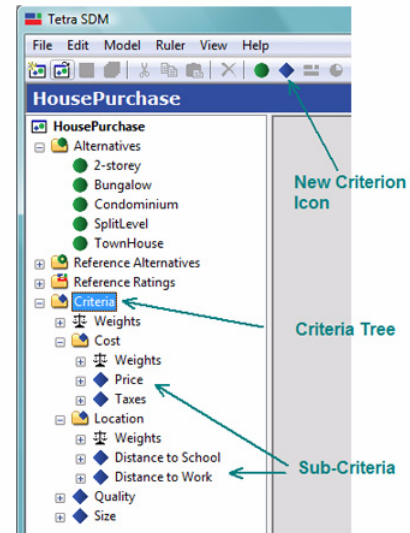 Tetra SDM
File Edit Model Ruler View Help
HousePurchase
HousePurchase
Alternatives
2-storey
Bungalow
Condominium
SplitLevel
TownHouse
Reference Alternatives
Reference Ratings
Criteria
Weights
Cost
Weights
Price
Taxes
Location
Weights
Distance to School
Distance to Work
Quality
Size
New Criterion
Icon
Criteria Tree
Sub-Criteria